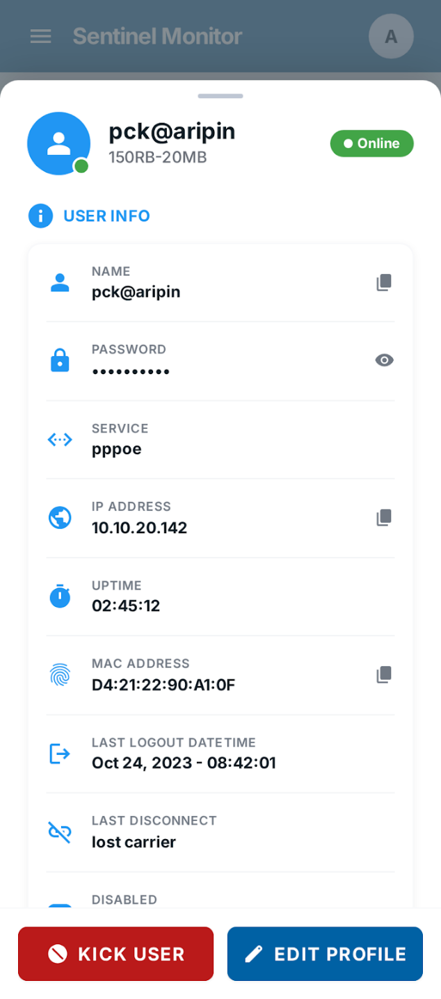 Sentinel Monitor
A
pck@aripin
150RB-20MB
Online
USER INFO
NAME
pck@aripin
PASSWORD
••••••••••
SERVICE
pppoe
IP ADDRESS
10.10.20.142
UPTIME
02:45:12
MAC ADDRESS
D4:21:22:90:A1:0F
LAST LOGOUT DATETIME
Oct 24, 2023 - 08:42:01
LAST DISCONNECT
lost carrier
DISABLED
KICK USER
EDIT PROFILE